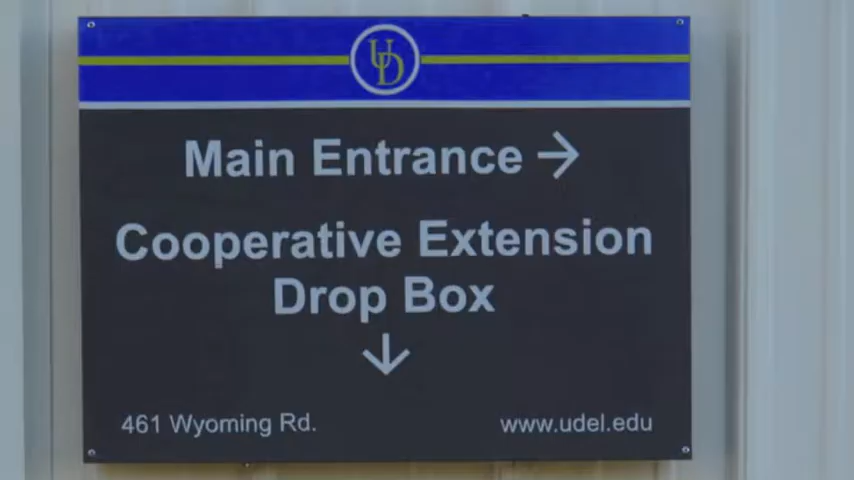 UD
Main Entrance →
Cooperative Extension
Drop Box
↓
461 Wyoming Rd.
www.udel.edu